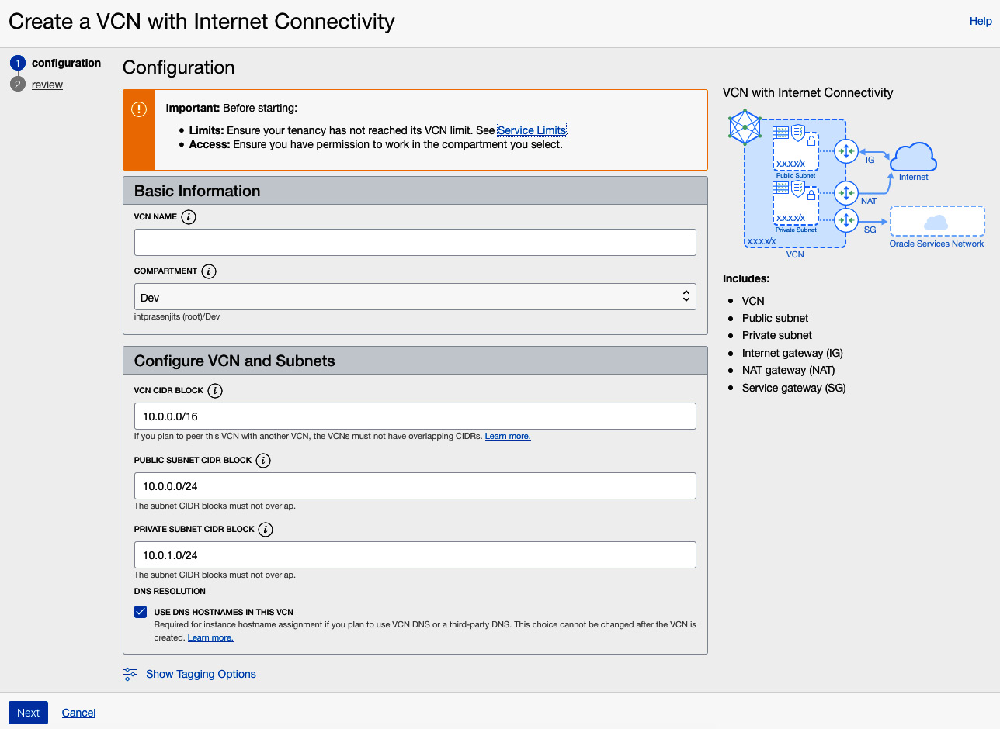 Create a VCN with Internet Connectivity
Help
1 configuration
2 review
Configuration
Important: Before starting:
• Limits: Ensure your tenancy has not reached its VCN limit. See Service Limits.
• Access: Ensure you have permission to work in the compartment you select.
Basic Information
VCN NAME
COMPARTMENT
Dev
intprasenjits (root)/Dev
Configure VCN and Subnets
VCN CIDR BLOCK
10.0.0.0/16
If you plan to peer this VCN with another VCN, the VCNs must not have overlapping CIDRs. Learn more.
PUBLIC SUBNET CIDR BLOCK
10.0.0.0/24
The subnet CIDR blocks must not overlap.
PRIVATE SUBNET CIDR BLOCK
10.0.1.0/24
The subnet CIDR blocks must not overlap.
DNS RESOLUTION
USE DNS HOSTNAMES IN THIS VCN
Required for instance hostname assignment if you plan to use VCN DNS or a third-party DNS. This choice cannot be changed after the VCN is
created. Learn more.
Show Tagging Options
VCN with Internet Connectivity
X.X.X.X/X
Public Subnet
IG
Internet
NAT
X.X.X.X/X
Private Subnet
SG
X.X.X.X/X
VCN
Oracle Services Network
Includes:
• VCN
• Public subnet
• Private subnet
• Internet gateway (IG)
• NAT gateway (NAT)
• Service gateway (SG)
Next
Cancel